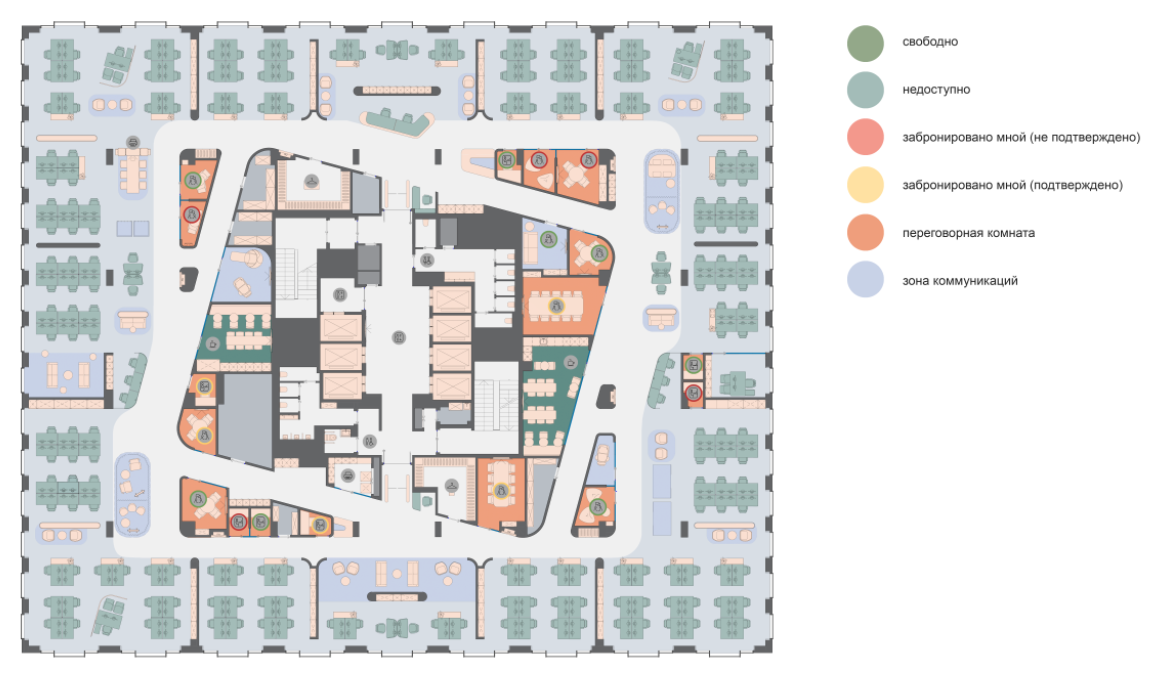 свободно
недоступно
забронировано мной (не подтверждено)
забронировано мной (подтверждено)
переговорная комната
зона коммуникаций